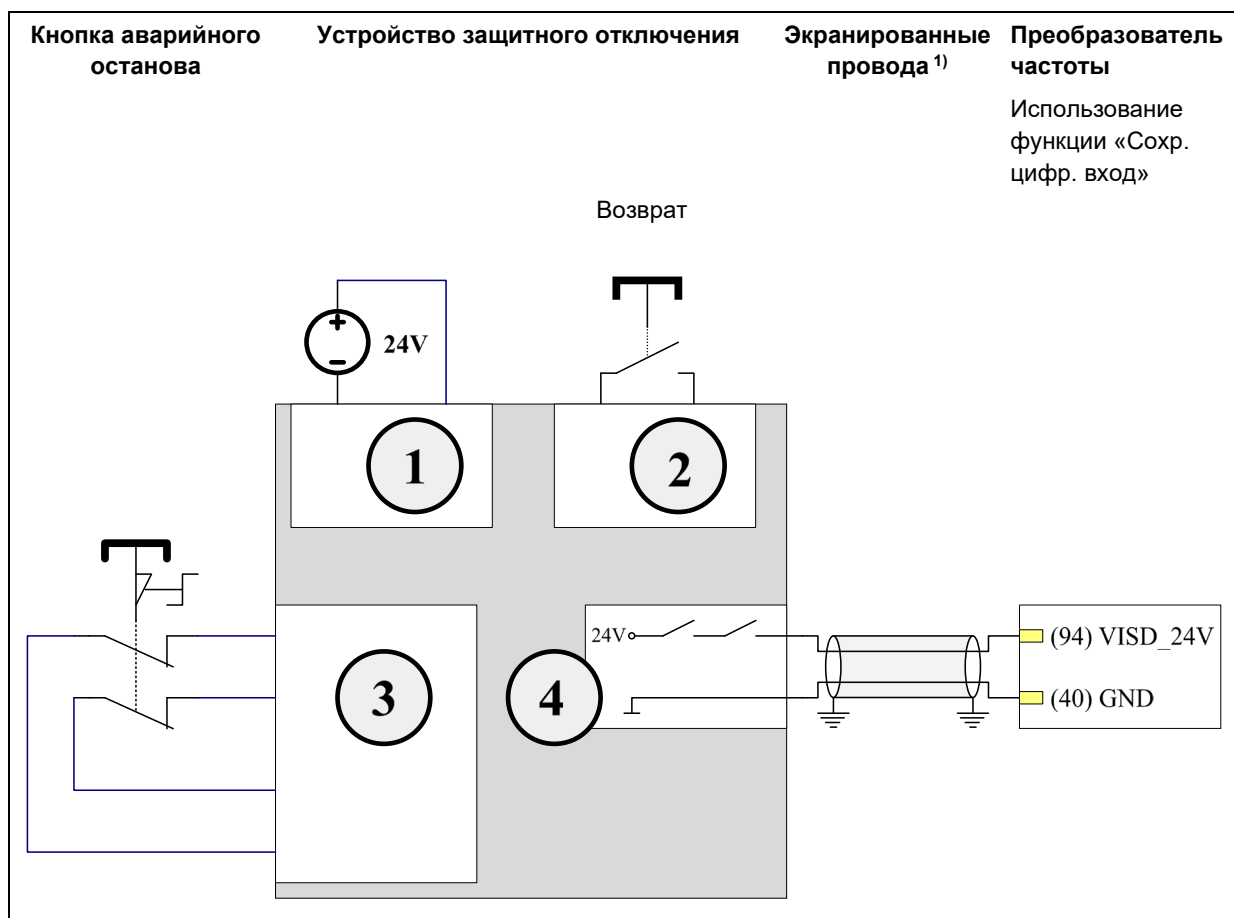 Кнопка аварийного
останова
Устройство защитного отключения
Экранированные
провода 1)
Преобразователь
частоты
Использование
функции «Сохр.
цифр. вход»
Возврат
24V
1
2
3
4
24V
(94) VISD_24V
(40) GND